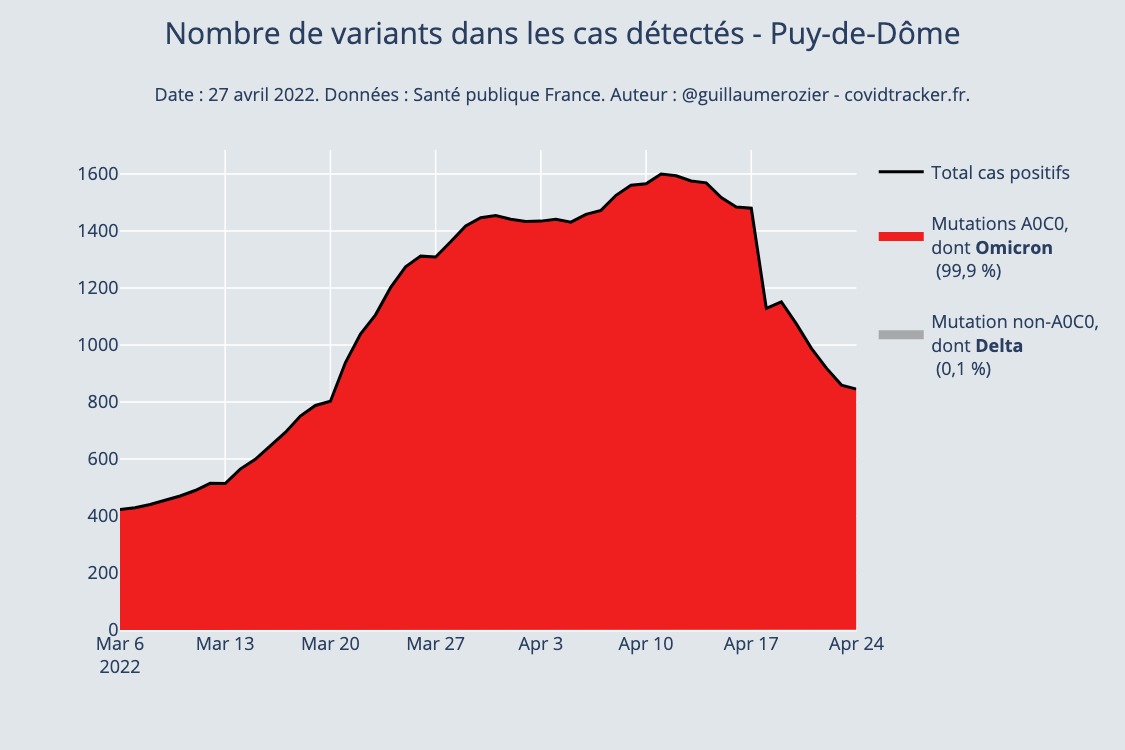 Nombre de variants dans les cas détectés - Puy-de-Dôme
Date : 27 avril 2022. Données : Santé publique France. Auteur : @guillaumerozier - covidtracker.fr.
1600
1400
1200
1000
800
600
400
200
0
Mar 6
2022
Mar 13
Mar 20
Mar 27
Apr 3
Apr 10
Apr 17
Apr 24
Total cas positifs
Mutations A0C0,
dont Omicron
(99,9 %)
Mutation non-A0C0,
dont Delta
(0,1 %)